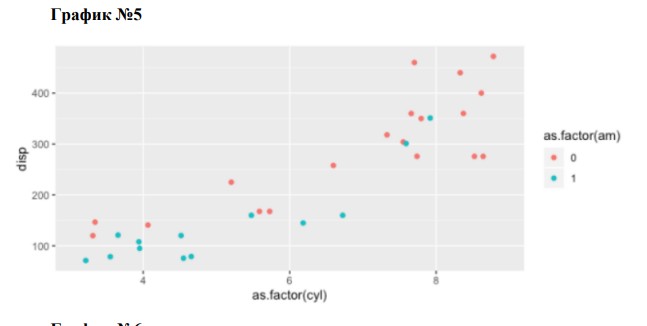 График №5
400
300
200
100
disp
4
6
8
as.factor(cyl)
as.factor(am)
0
1